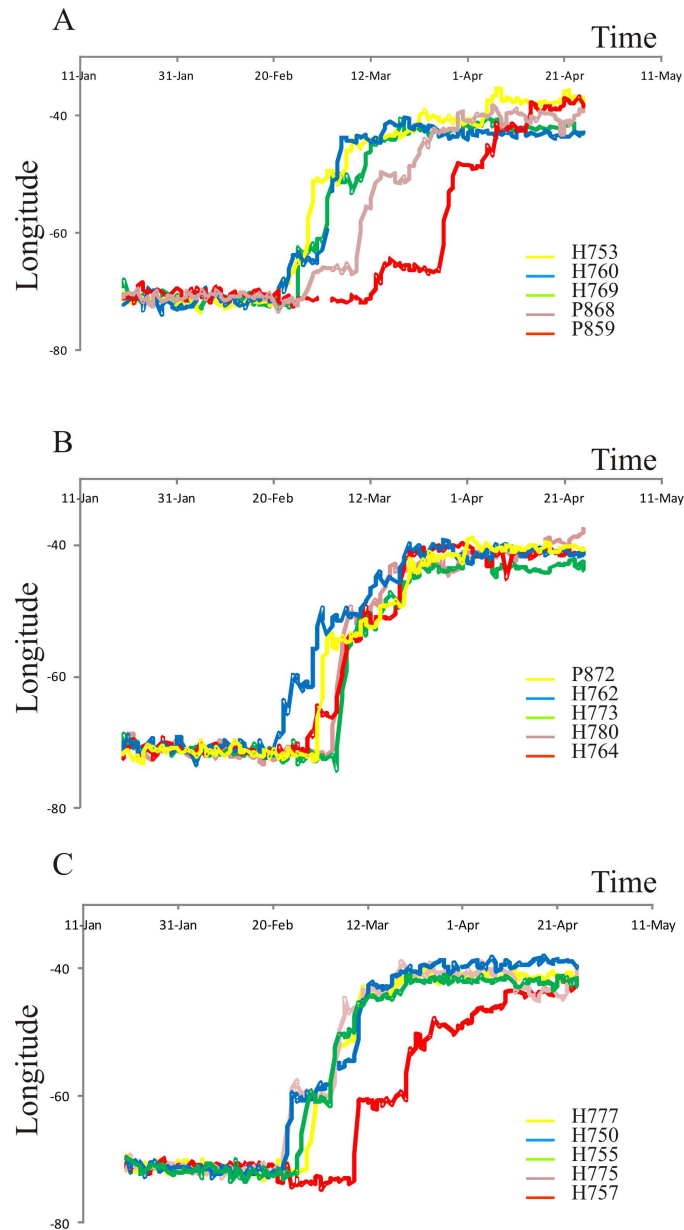 A
Time
11-Jan 31-Jan 20-Feb 12-Mar 1-Apr 21-Apr 11-May
-40
-60
-80
Longitude
H753
H760
H769
P868
P859
B
Time
11-Jan 31-Jan 20-Feb 12-Mar 1-Apr 21-Apr 11-May
-40
-60
-80
Longitude
P872
H762
H773
H780
H764
C
Time
11-Jan 31-Jan 20-Feb 12-Mar 1-Apr 21-Apr 11-May
-40
-60
-80
Longitude
H777
H750
H755
H775
H757